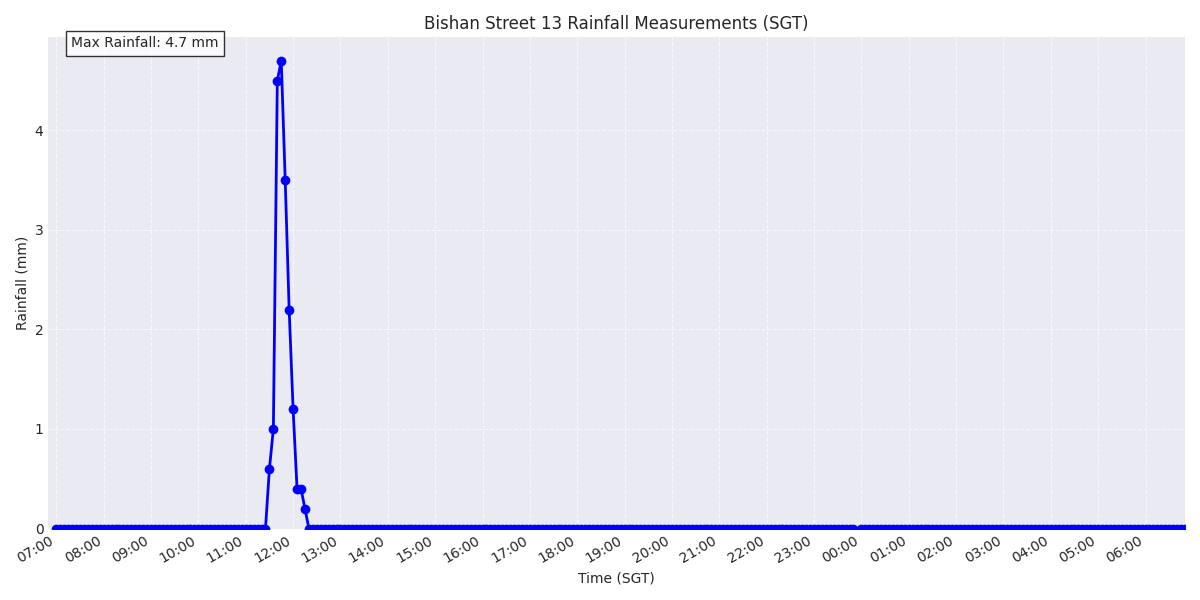 Bishan Street 13 Rainfall Measurements (SGT)
Max Rainfall: 4.7 mm
Rainfall (mm)
4
3
2
1
0
07:00 08:00 09:00 10:00 11:00 12:00 13:00 14:00 15:00 16:00 17:00 18:00 19:00 20:00 21:00 22:00 23:00 00:00 01:00 02:00 03:00 04:00 05:00 06:00
Time (SGT)